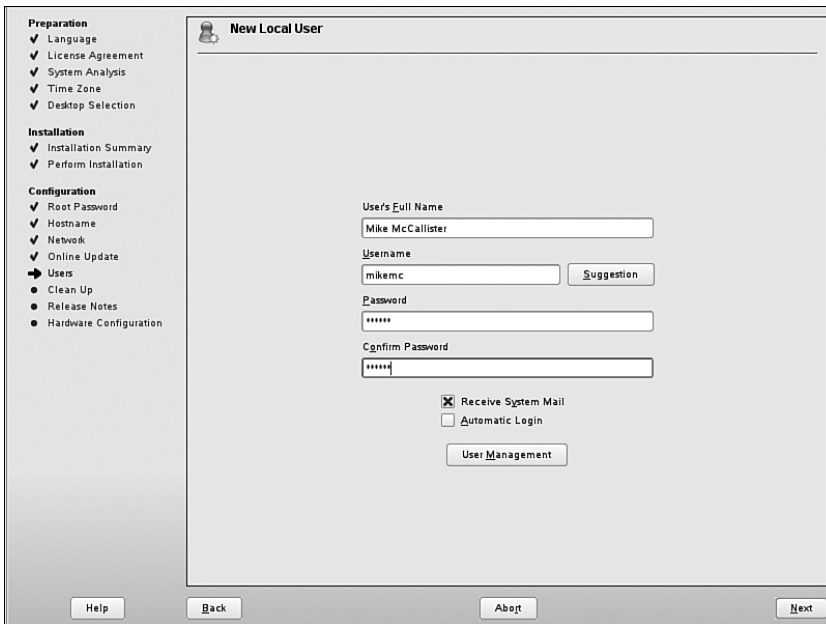 Preparation
Language
License Agreement
System Analysis
Time Zone
Desktop Selection
Installation
Installation Summary
Perform Installation
Configuration
Root Password
Hostname
Network
Online Update
Users
Clean Up
Release Notes
Hardware Configuration
New Local User
User's Full Name
Mike McCallister
Username
mikemc
Suggestion
Password
******
Confirm Password
******
Receive System Mail
Automatic Login
User Management
Help
Back
Abort
Next